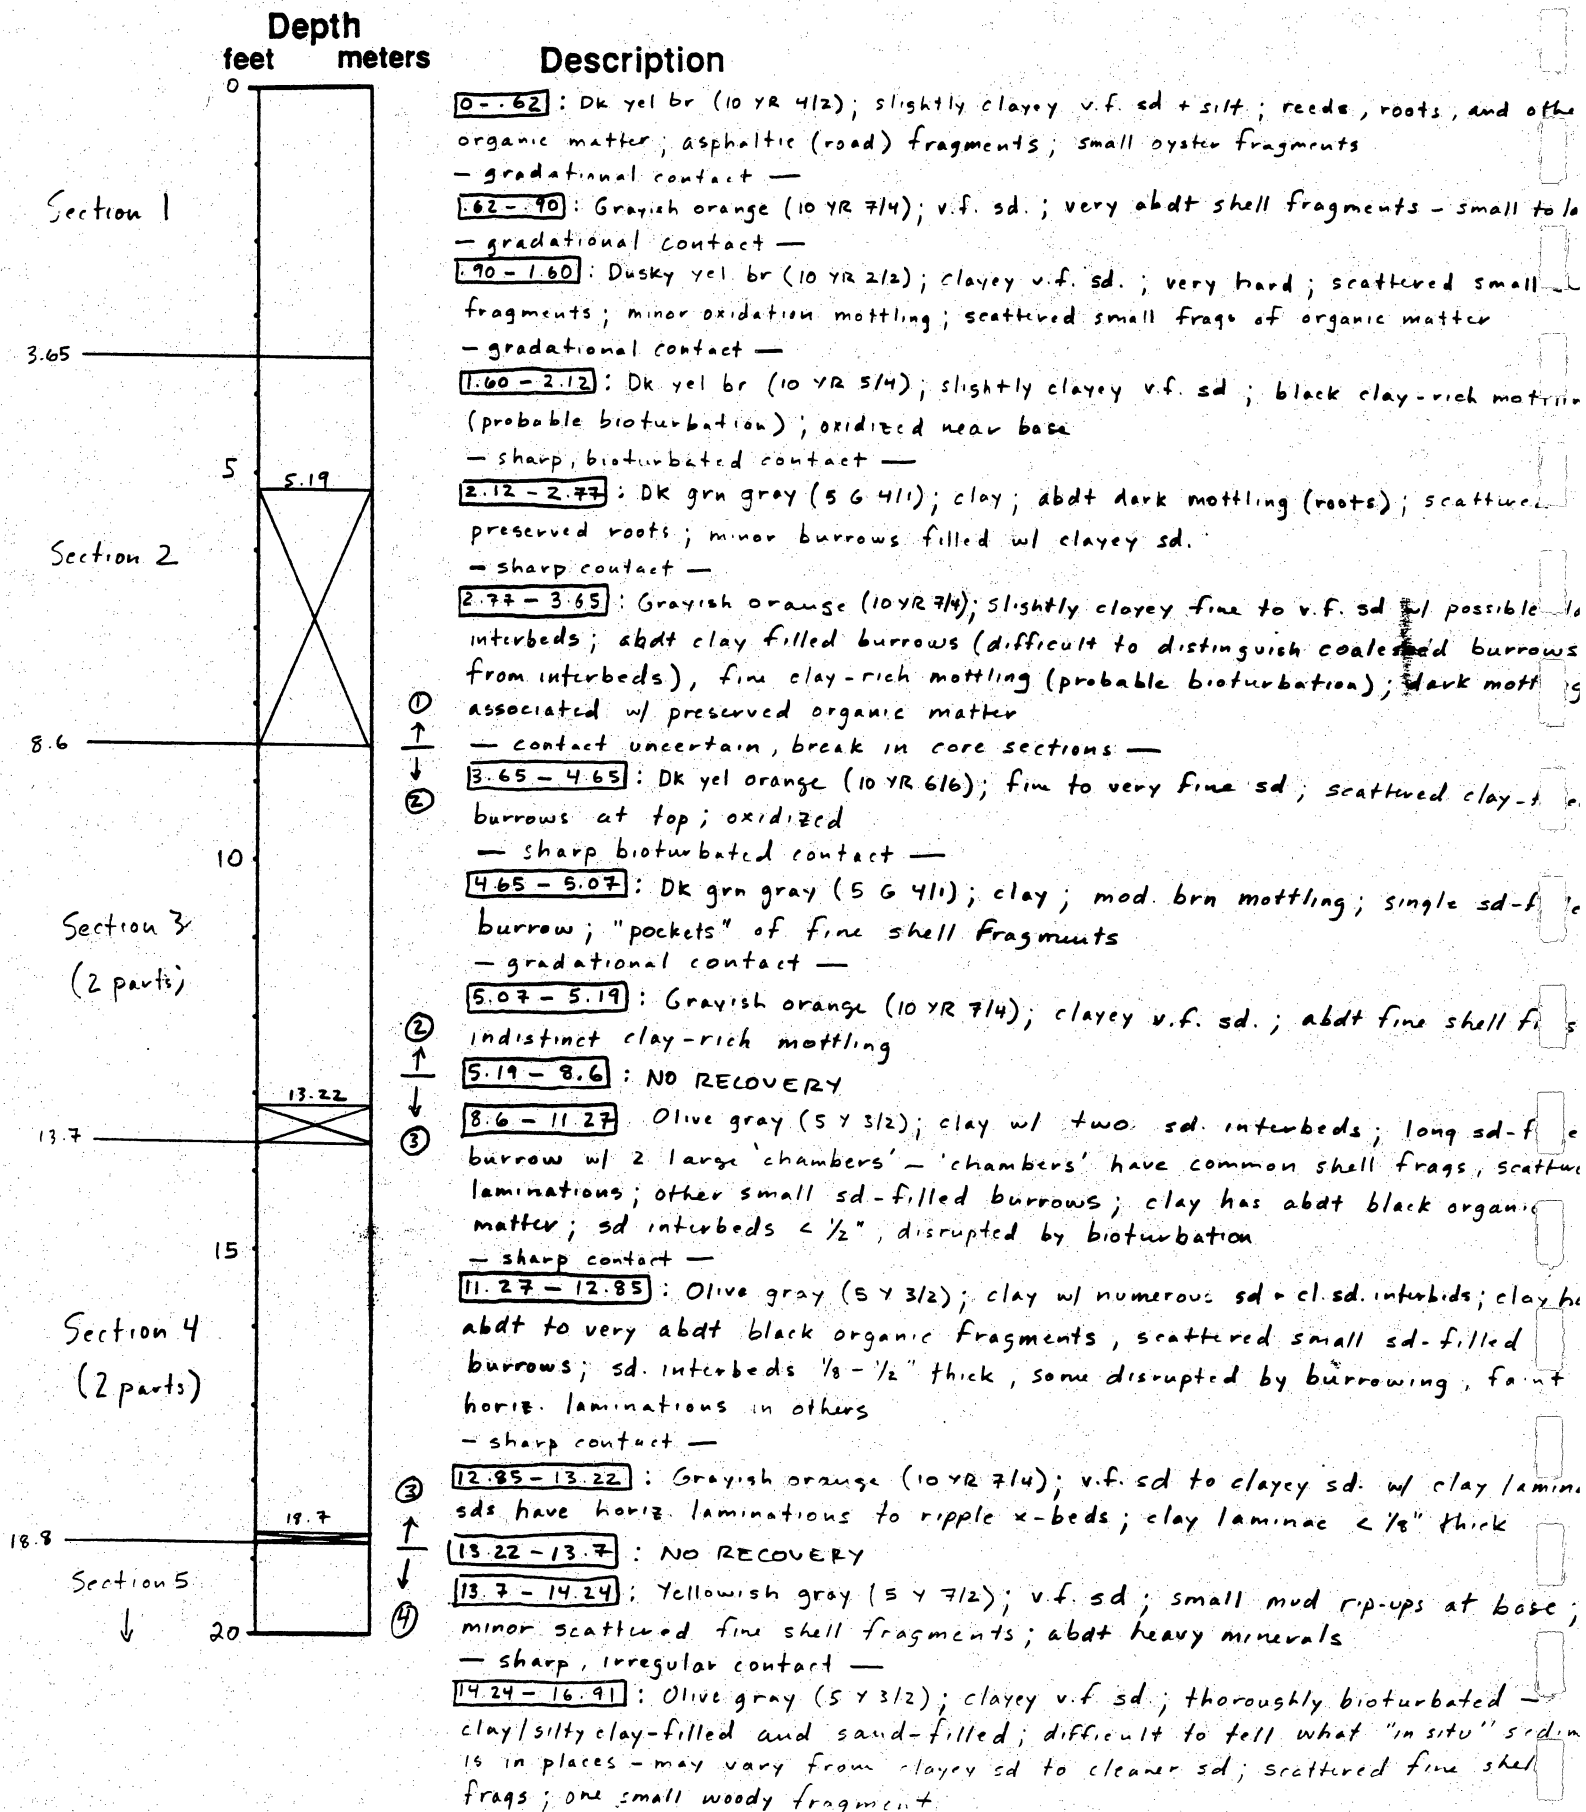 Depth
feet meters Description
0
0 - .62 : Dk yel br (10 YR 4/2); slightly clayey v.f. sd + silt ; reeds, roots, and othe
organic matter; asphaltic (road) fragments; small oyster fragments
— gradational contact —
Section 1
.62 - .90 : Grayish orange (10 YR 7/4); v.f. sd. ; very abdt shell fragments - small to la
— gradational contact —
.90 - 1.60 : Dusky yel br (10 YR 2/2); clayey v.f. sd. ; very hard ; scattered small
fragments; minor oxidation mottling; scattered small frags of organic matter
— gradational contact —
3.65
1.60 - 2.12 : Dk yel br (10 YR 5/4); slightly clayey v.f. sd ; black clay-rich
(probable bioturbation) ; oxidized near base
— sharp, bioturbated contact —
5
5.19
2.12 - 2.77 : Dk grn gray (5 G 4/1); clay; abdt dark mottling (roots);
preserved roots; minor burrows filled w/ clayey sd.
— sharp contact —
Section 2
2.77 - 3.65 : Grayish orange (10 YR 7/4); slightly clayey fine to v.f. sd w/ possible
interbeds; abdt clay filled burrows (difficult to distinguish burrows
from interbeds), fine clay-rich mottling (probable bioturbation); dark
associated w/ preserved organic matter
① ↑
8.6
— contact uncertain, break in core sections —
↓ ②
3.65 - 4.65 : Dk yel orange (10 YR 6/6); fine to very fine sd ; scattered
burrows at top; oxidized
— sharp bioturbated contact —
10
4.65 - 5.07 : Dk grn gray (5 G 4/1); clay ; mod. brn mottling; single
burrow; "pockets" of fine shell fragments
— gradational contact —
Section 3
(2 parts)
5.07 - 5.19 : Grayish orange (10 YR 7/4); clayey v.f. sd. ; abdt fine shell
indistinct clay-rich mottling
② ↑
5.19 - 8.6 : NO RECOVERY
13.22
↓ ③
13.7
8.6 - 11.27 Olive gray (5 Y 3/2); clay w/ two sd. interbeds; long
burrow w/ 2 large 'chambers' — 'chambers' have common shell frags,
laminations; other small sd-filled burrows; clay has abdt black organic
matter; sd interbeds < 1/2", disrupted by bioturbation
— sharp contact —
15
11.27 - 12.85 : Olive gray (5 Y 3/2); clay w/ numerous sd + cl. sd. interbids; clay ha
abdt to very abdt black organic fragments, scattered small sd-filled
burrows; sd. interbeds 1/8 - 1/2" thick, some disrupted by burrowing, faint
horiz. laminations in others
— sharp contact —
Section 4
(2 parts)
12.85 - 13.22 : Grayish orange (10 YR 7/4); v.f. sd to clayey sd. w/ clay lamina
sds have horiz. laminations to ripple x-beds; clay laminae < 1/8" thick
③ ↑
18.7
18.8
13.22 - 13.7 : NO RECOVERY
↓ ④
Section 5
↓
20
13.7 - 14.24 : Yellowish gray (5 Y 7/2); v.f. sd ; small mud rip-ups at base ;
minor scattered fine shell fragments; abdt heavy minerals
— sharp, irregular contact —
14.24 - 16.91 : Olive gray (5 Y 3/2); clayey v.f sd ; thoroughly bioturbated —
clay/silty clay-filled and sand-filled; difficult to tell what "in situ" sedim
is in places - may vary from clayey sd to cleaner sd; scattered fine shell
frags; one small woody fragment